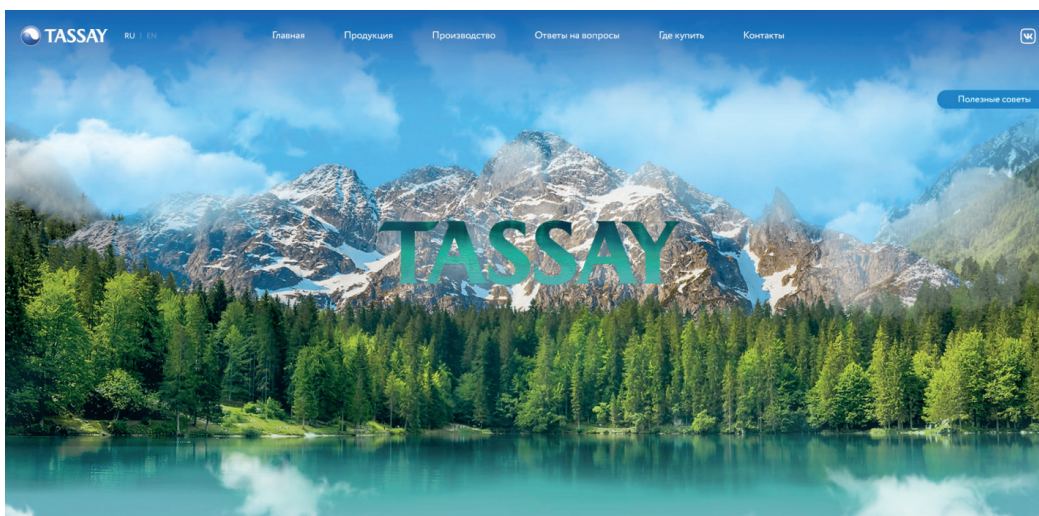 TASSAY RU | EN Главная Продукция Производство Ответы на вопросы Где купить Контакты
Полезные советы
TASSAY